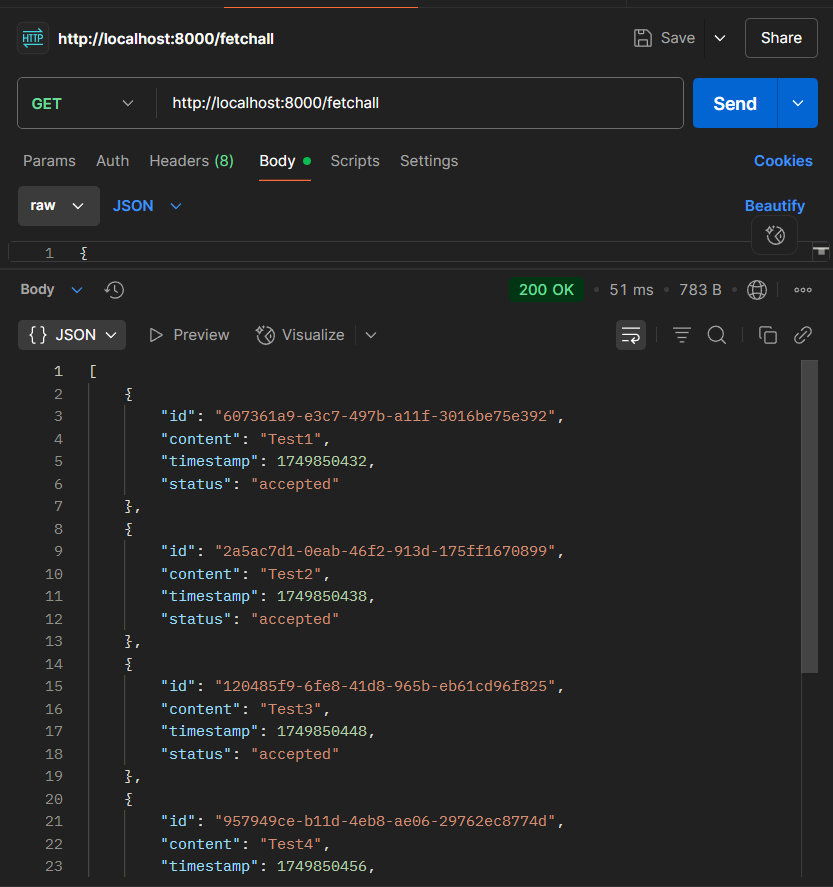 HTTP http://localhost:8000/fetchall Save Share
GET http://localhost:8000/fetchall Send
Params Auth Headers (8) Body Scripts Settings Cookies
raw JSON Beautify
1 {
Body 200 OK 51 ms 783 B
{} JSON Preview Visualize
1 [
2 {
3 "id": "607361a9-e3c7-497b-a11f-3016be75e392",
4 "content": "Test1",
5 "timestamp": 1749850432,
6 "status": "accepted"
7 },
8 {
9 "id": "2a5ac7d1-0eab-46f2-913d-175ff1670899",
10 "content": "Test2",
11 "timestamp": 1749850438,
12 "status": "accepted"
13 },
14 {
15 "id": "120485f9-6fe8-41d8-965b-eb61cd96f825",
16 "content": "Test3",
17 "timestamp": 1749850448,
18 "status": "accepted"
19 },
20 {
21 "id": "957949ce-b11d-4eb8-ae06-29762ec8774d",
22 "content": "Test4",
23 "timestamp": 1749850456,